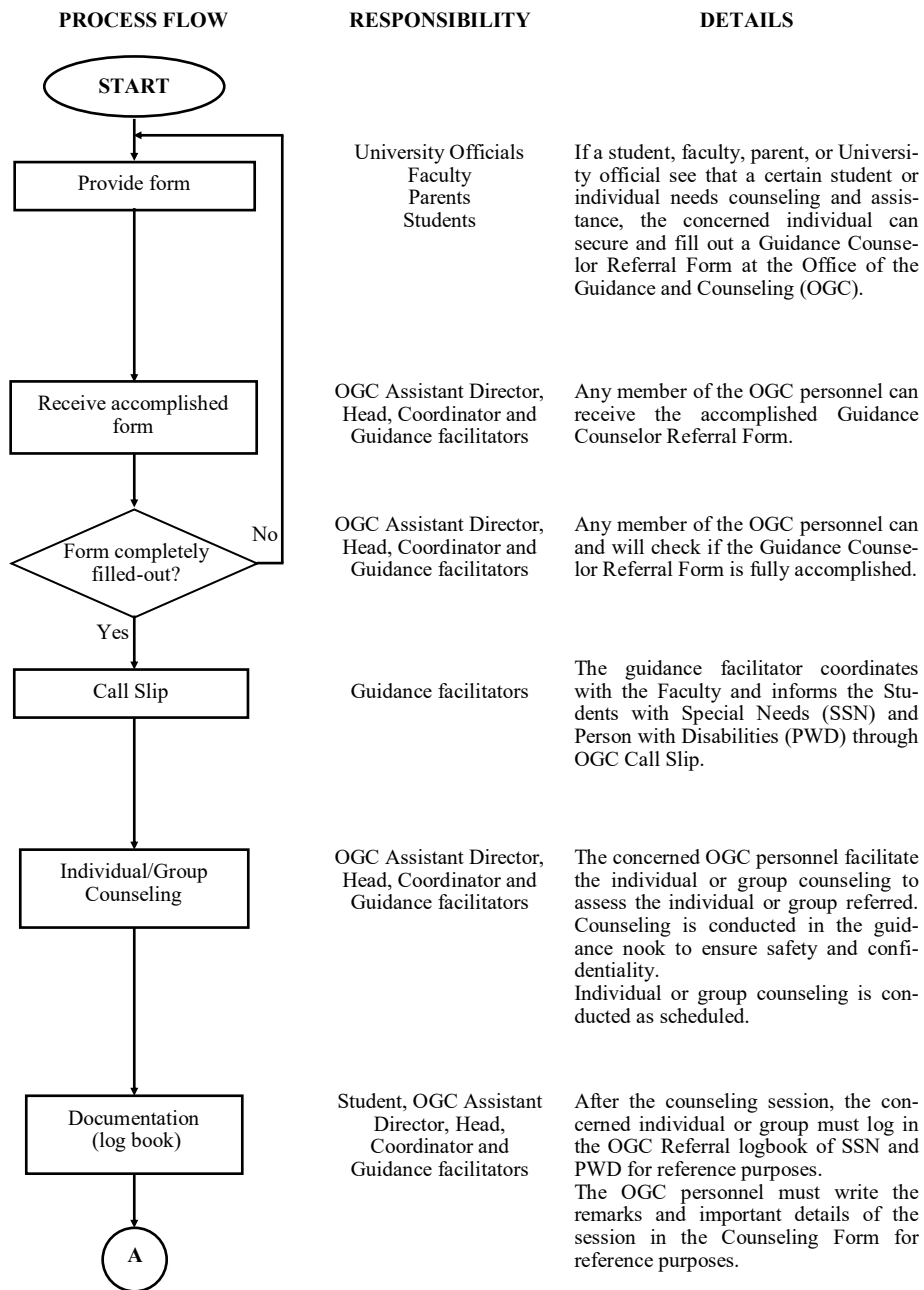 PROCESS FLOW
RESPONSIBILITY
DETAILS
START
Provide form
University Officials
Faculty
Parents
Students
If a student, faculty, parent, or Universi-
ty official see that a certain student or
individual needs counseling and assis-
tance, the concerned individual can
secure and fill out a Guidance Counse-
lor Referral Form at the Office of the
Guidance and Counseling (OGC).
Receive accomplished
form
OGC Assistant Director,
Head, Coordinator and
Guidance facilitators
Any member of the OGC personnel can
receive the accomplished Guidance
Counselor Referral Form.
Form completely
filled-out?
No
Yes
OGC Assistant Director,
Head, Coordinator and
Guidance facilitators
Any member of the OGC personnel can
and will check if the Guidance Counse-
lor Referral Form is fully accomplished.
Call Slip
Guidance facilitators
The guidance facilitator coordinates
with the Faculty and informs the Stu-
dents with Special Needs (SSN) and
Person with Disabilities (PWD) through
OGC Call Slip.
Individual/Group
Counseling
OGC Assistant Director,
Head, Coordinator and
Guidance facilitators
The concerned OGC personnel facilitate
the individual or group counseling to
assess the individual or group referred.
Counseling is conducted in the guid-
ance nook to ensure safety and confi-
dentiality.
Individual or group counseling is con-
ducted as scheduled.
Documentation
(log book)
Student, OGC Assistant
Director, Head,
Coordinator and
Guidance facilitators
After the counseling session, the con-
cerned individual or group must log in
the OGC Referral logbook of SSN and
PWD for reference purposes.
The OGC personnel must write the
remarks and important details of the
session in the Counseling Form for
reference purposes.
A